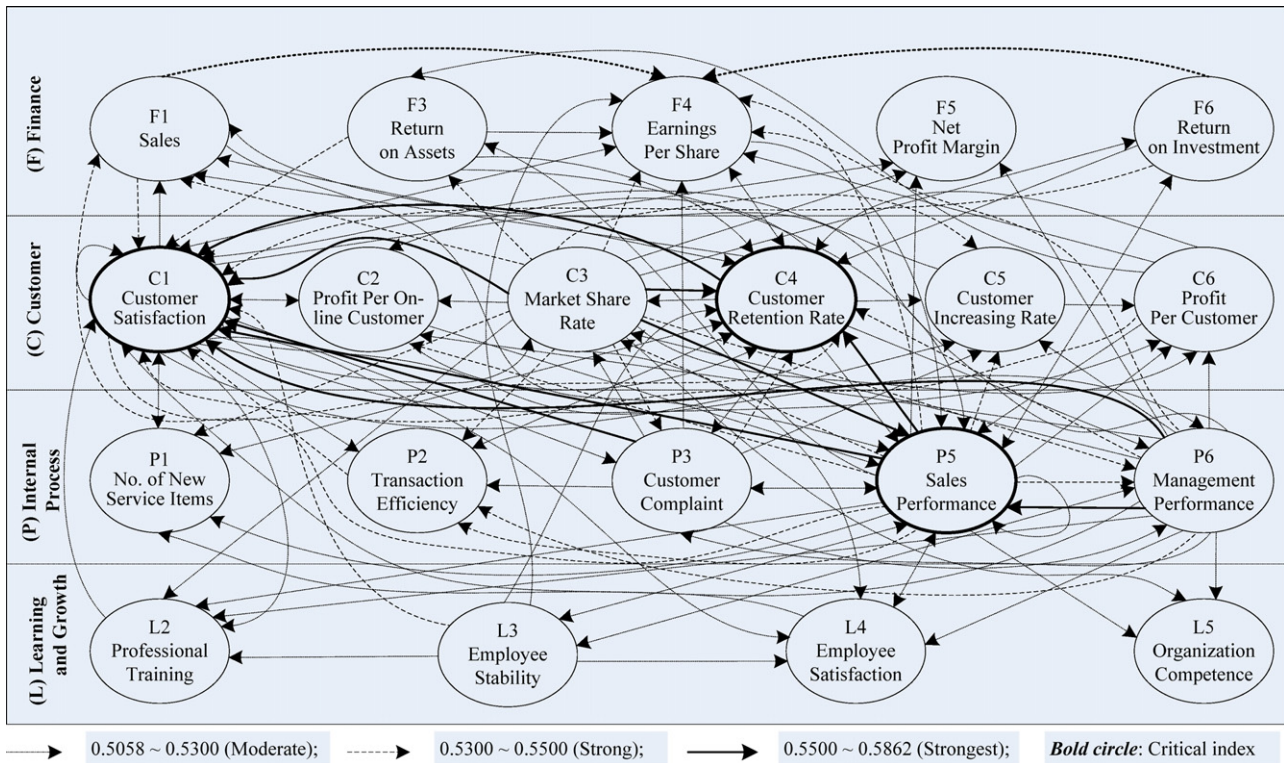 (F) Finance
F1
Sales
F3
Return
on Assets
F4
Earnings
Per Share
F5
Net
Profit Margin
F6
Return
on Investment
(C) Customer
C1
Customer
Satisfaction
C2
Profit Per On-
line Customer
C3
Market Share
Rate
C4
Customer
Retention Rate
C5
Customer
Increasing Rate
C6
Profit
Per Customer
(P) Internal
Process
P1
No. of New
Service Items
P2
Transaction
Efficiency
P3
Customer
Complaint
P5
Sales
Performance
P6
Management
Performance
(L) Learning
and Growth
L2
Professional
Training
L3
Employee
Stability
L4
Employee
Satisfaction
L5
Organization
Competence
0.5058 ~ 0.5300 (Moderate);
0.5300 ~ 0.5500 (Strong);
0.5500 ~ 0.5862 (Strongest);
Bold circle: Critical index